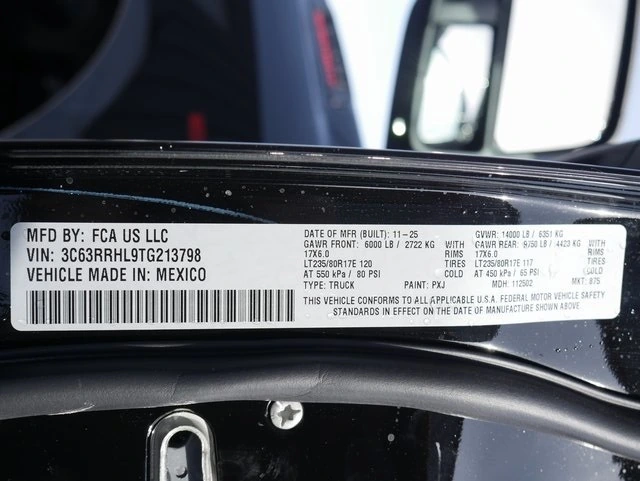 MFD BY: FCA US LLC
VIN: 3C63RRHL9TG213798
VEHICLE MADE IN: MEXICO
DATE OF MFR (BUILT): 11-25
GAWR FRONT: 6000 LB / 2722 KG
WITH
17X6.0 RIMS
LT235/80R17E 120 TIRES
AT 550 kPa / 80 PSI
TYPE: TRUCK PAINT: PXJ
GVWR: 14000 LB / 6351 KG
GAWR REAR: 9750 LB / 4423 KG
WITH
17X6.0 RIMS
LT235/80R17E 117 TIRES
AT 450 kPa / 65 PSI COLD
MDH: 112502 MKT: 875
THIS VEHICLE CONFORMS TO ALL APPLICABLE U.S.A. FEDERAL MOTOR VEHICLE SAFETY
STANDARDS IN EFFECT ON THE DATE OF MANUFACTURE SHOWN ABOVE